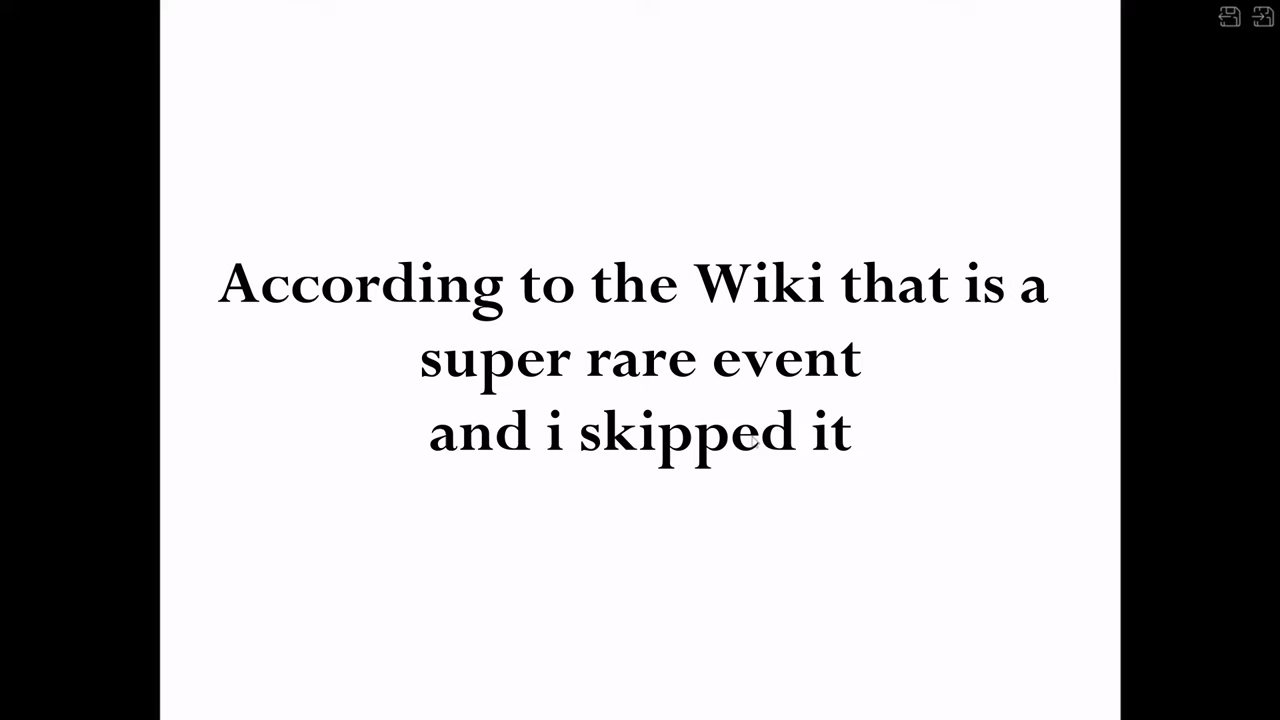 According to the Wiki that is a
super rare event
and i skipped it